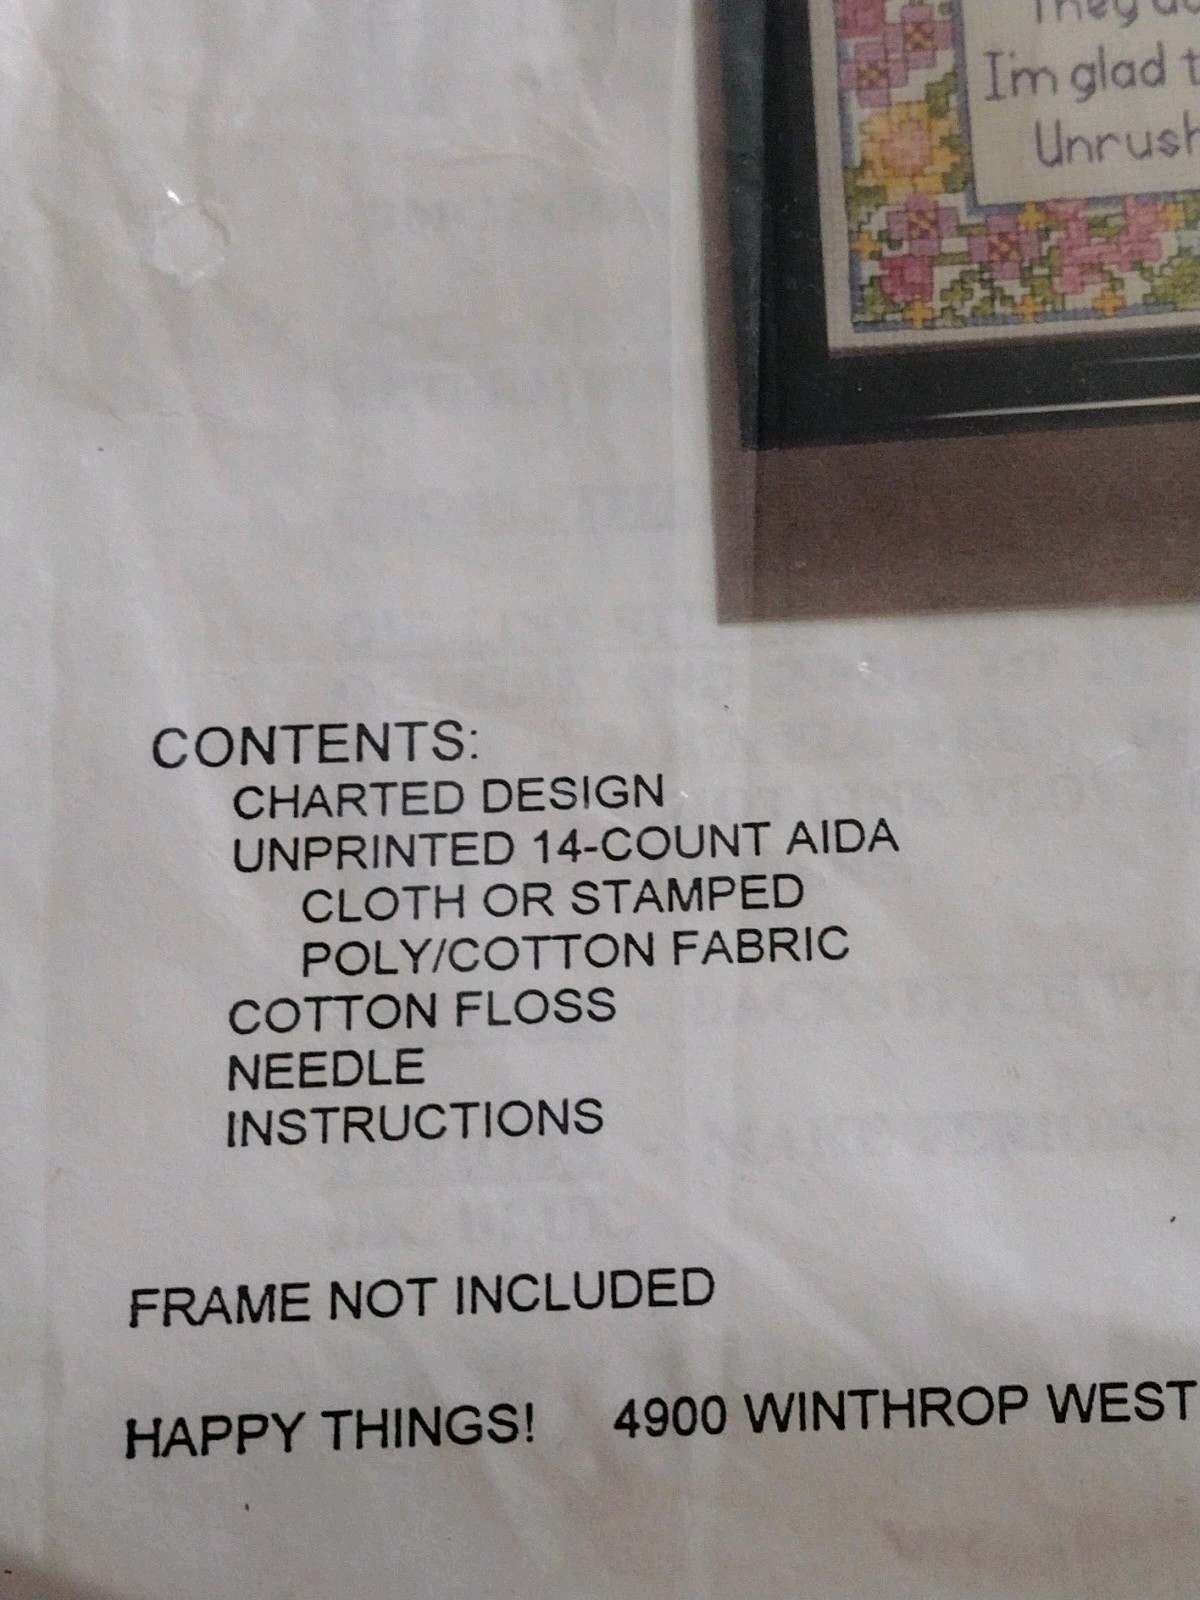 I'm glad
CONTENTS:
CHARTED DESIGN
UNPRINTED 14-COUNT AIDA
CLOTH OR STAMPED
POLY/COTTON FABRIC
COTTON FLOSS
NEEDLE
INSTRUCTIONS
FRAME NOT INCLUDED
HAPPY THINGS! 4900 WINTHROP WEST